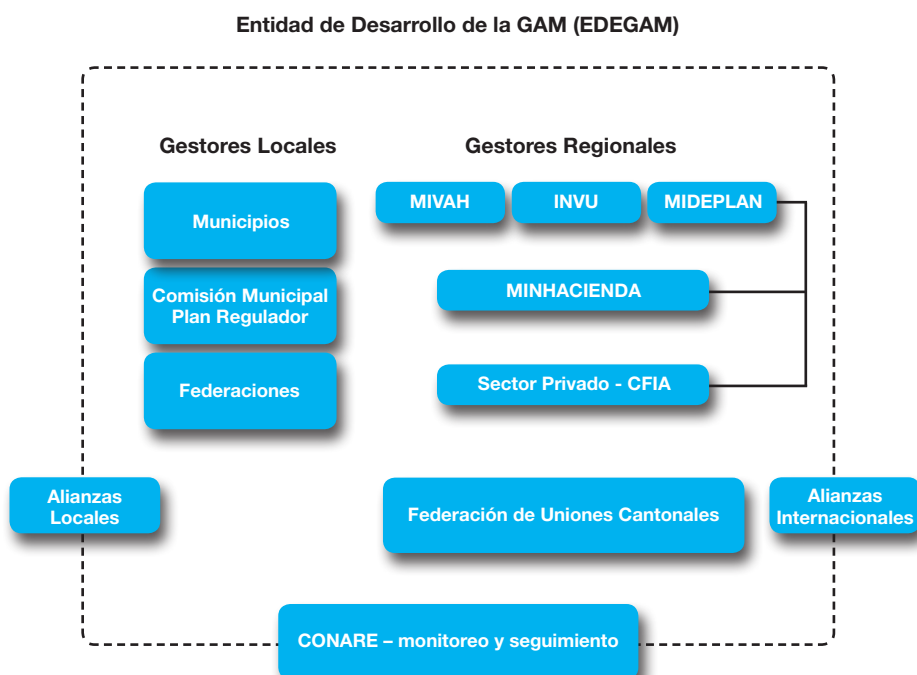 Entidad de Desarrollo de la GAM (EDEGAM)
Gestores Locales
Municipios
Comisión Municipal
Plan Regulador
Federaciones
Gestores Regionales
MIVAH
INVU
MIDEPLAN
MINHACIENDA
Sector Privado - CFIA
Federación de Uniones Cantonales
Alianzas
Locales
Alianzas
Internacionales
CONARE – monitoreo y seguimiento